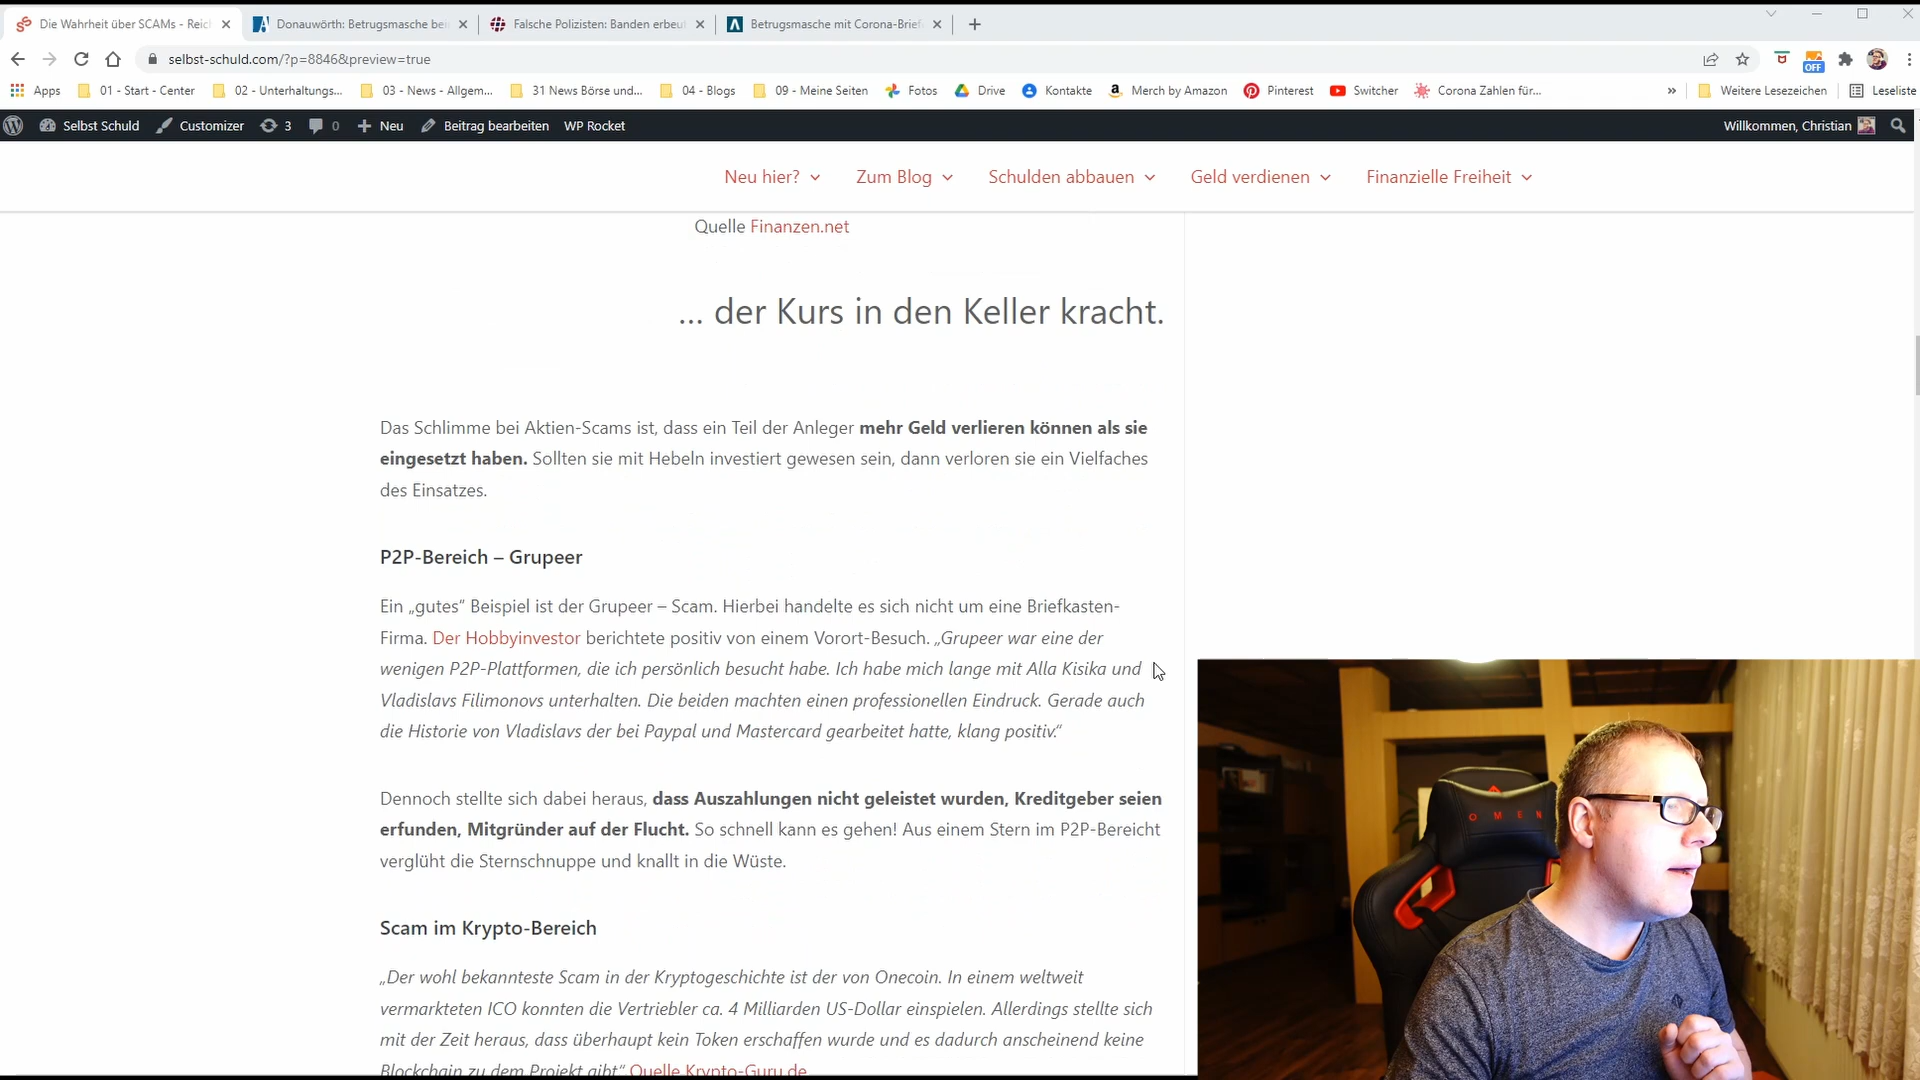 Die Wahrheit über SCAMs - Reich
Donauwörth: Betrugsmasche bei
Falsche Polizisten: Banden erbeut
Betrugsmasche mit Corona-Brief
selbst-schuld.com/?p=8846&preview=true
OFF
Apps
01 - Start - Center
02 - Unterhaltungs...
03 - News - Allgem...
31 News Börse und...
04 - Blogs
09 - Meine Seiten
Fotos
Drive
Kontakte
Merch by Amazon
Pinterest
Switcher
Corona Zahlen für...
»
Weitere Lesezeichen
Leseliste
Selbst Schuld
Customizer
3
0
Neu
Beitrag bearbeiten
WP Rocket
Willkommen, Christian
Neu hier?
Zum Blog
Schulden abbauen
Geld verdienen
Finanzielle Freiheit
Quelle Finanzen.net
… der Kurs in den Keller kracht.
Das Schlimme bei Aktien-Scams ist, dass ein Teil der Anleger mehr Geld verlieren können als sie
eingesetzt haben. Sollten sie mit Hebeln investiert gewesen sein, dann verloren sie ein Vielfaches
des Einsatzes.
P2P-Bereich – Grupeer
Ein „gutes“ Beispiel ist der Grupeer – Scam. Hierbei handelte es sich nicht um eine Briefkasten-
Firma. Der Hobbyinvestor berichtete positiv von einem Vorort-Besuch. „Grupeer war eine der
wenigen P2P-Plattformen, die ich persönlich besucht habe. Ich habe mich lange mit Alla Kisika und
Vladislavs Filimonovs unterhalten. Die beiden machten einen professionellen Eindruck. Gerade auch
die Historie von Vladislavs der bei Paypal und Mastercard gearbeitet hatte, klang positiv.“
Dennoch stellte sich dabei heraus, dass Auszahlungen nicht geleistet wurden, Kreditgeber seien
erfunden, Mitgründer auf der Flucht. So schnell kann es gehen! Aus einem Stern im P2P-Bereicht
verglüht die Sternschnuppe und knallt in die Wüste.
Scam im Krypto-Bereich
„Der wohl bekannteste Scam in der Kryptogeschichte ist der von Onecoin. In einem weltweit
vermarkteten ICO konnten die Vertriebler ca. 4 Milliarden US-Dollar einspielen. Allerdings stellte sich
mit der Zeit heraus, dass überhaupt kein Token erschaffen wurde und es dadurch anscheinend keine
Blockchain zu dem Projekt gibt“ Quelle Krypto-Guru.de
OMEN